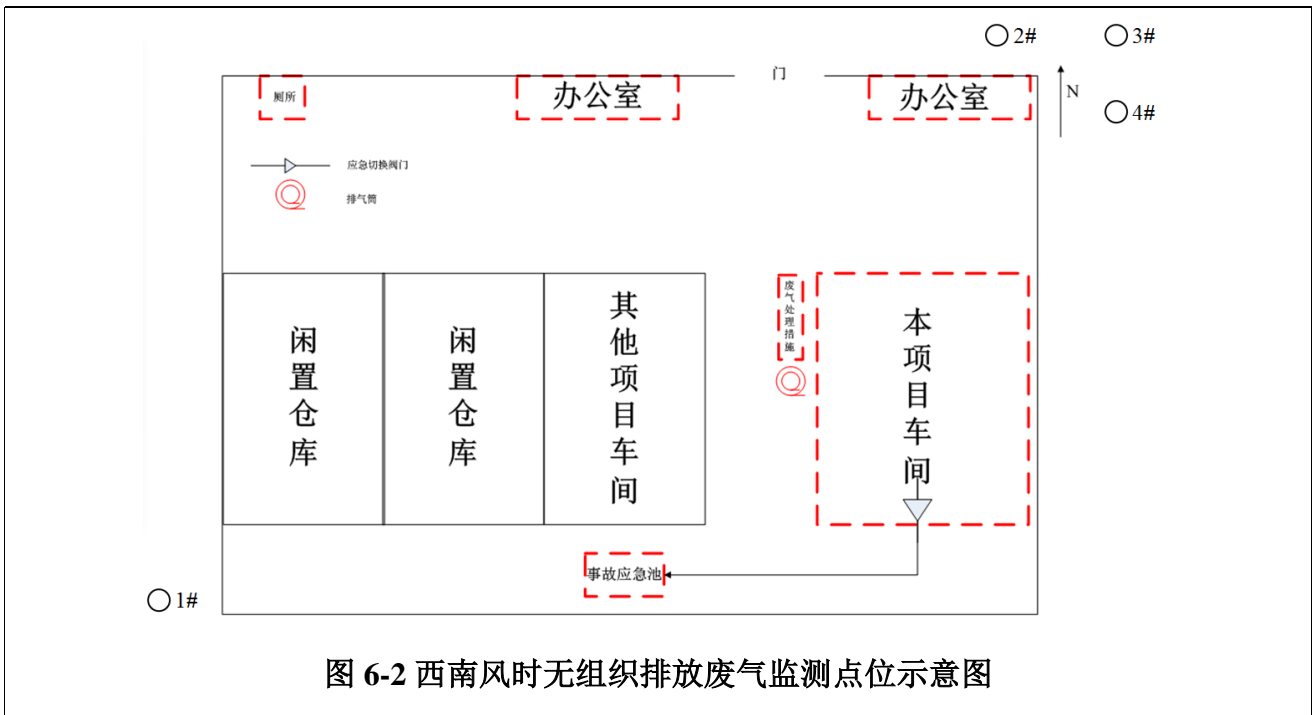 2#
3#
门
N
厕所
办公室
办公室
4#
应急切换阀门
排气筒
闲置仓库
闲置仓库
其他项目车间
废气处理措施
本项目车间
事故应急池
1#
图 6-2 西南风时无组织排放废气监测点位示意图